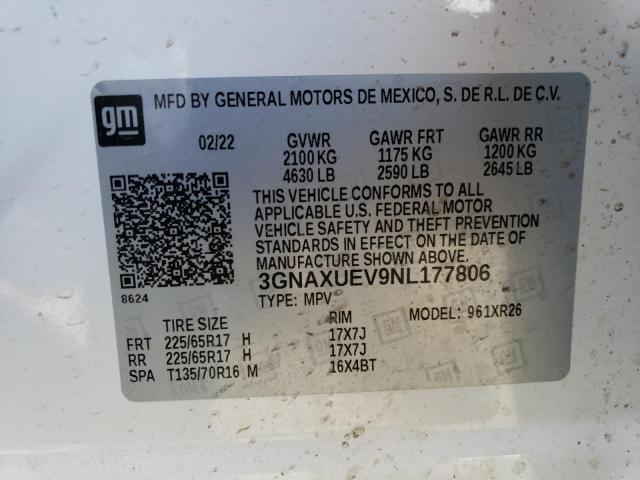 gm
MFD BY GENERAL MOTORS DE MEXICO, S. DE R.L. DE C.V.
02/22 GVWR GAWR FRT GAWR RR
2100 KG 1175 KG 1200 KG
4630 LB 2590 LB 2645 LB
THIS VEHICLE CONFORMS TO ALL
APPLICABLE U.S. FEDERAL MOTOR
VEHICLE SAFETY AND THEFT PREVENTION
STANDARDS IN EFFECT ON THE DATE OF
MANUFACTURE SHOWN ABOVE.
3GNAXUEV9NL177806
8624 TYPE: MPV
TIRE SIZE RIM MODEL: 961XR26
FRT 225/65R17 H 17X7J
RR 225/65R17 H 17X7J
SPA T135/70R16 M 16X4BT